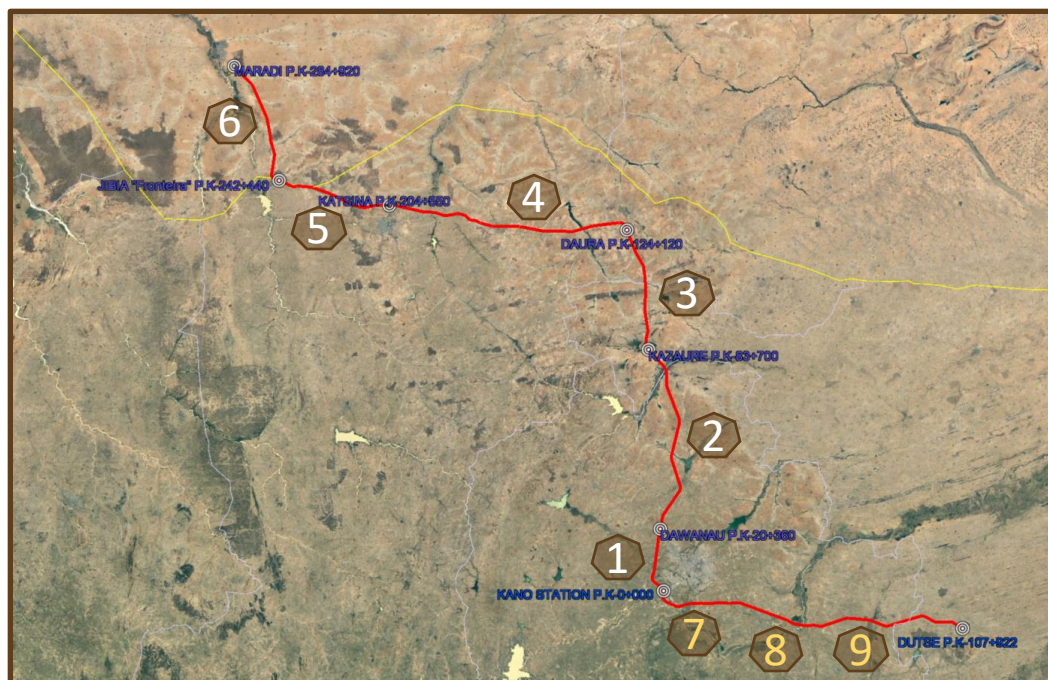 MARADI P.K-284+920
6
JIBIA "Fronteira" P.K-242+440
KATSINA P.K-204+550
5
4
DAURA P.K-124+120
3
KAZAURE P.K-83+700
2
DAWANAU P.K-20+360
1
KANO STATION P.K-0+000
7
8
9
DUTSE P.K-107+922